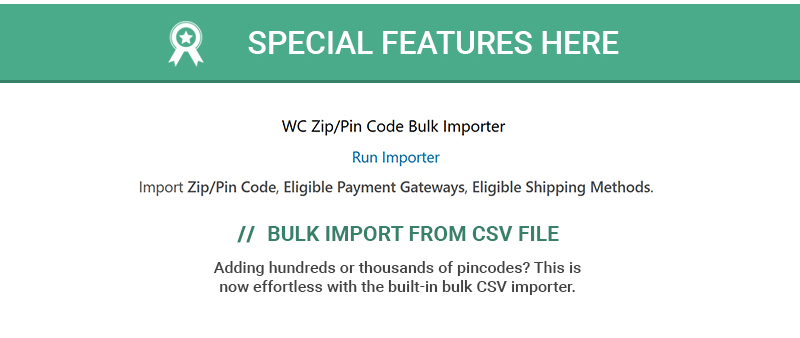 SPECIAL FEATURES HERE
WC Zip/Pin Code Bulk Importer
Run Importer
Import Zip/Pin Code, Eligible Payment Gateways, Eligible Shipping Methods.
// BULK IMPORT FROM CSV FILE
Adding hundreds or thousands of pincodes? This is
now effortless with the built-in bulk CSV importer.